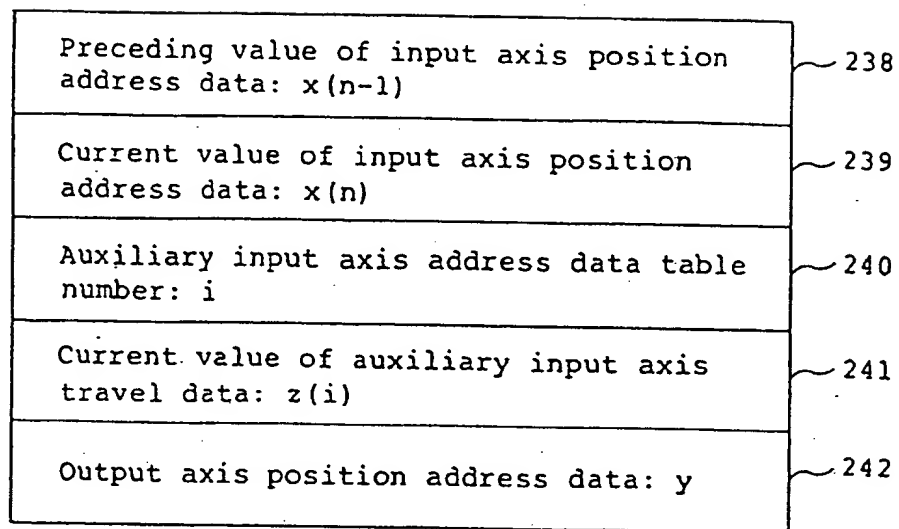 Preceding value of input axis position
address data: x(n-1)
238
Current value of input axis position
address data: x(n)
239
Auxiliary input axis address data table
number: i
240
Current value of auxiliary input axis
travel data: z(i)
241
Output axis position address data: y
242